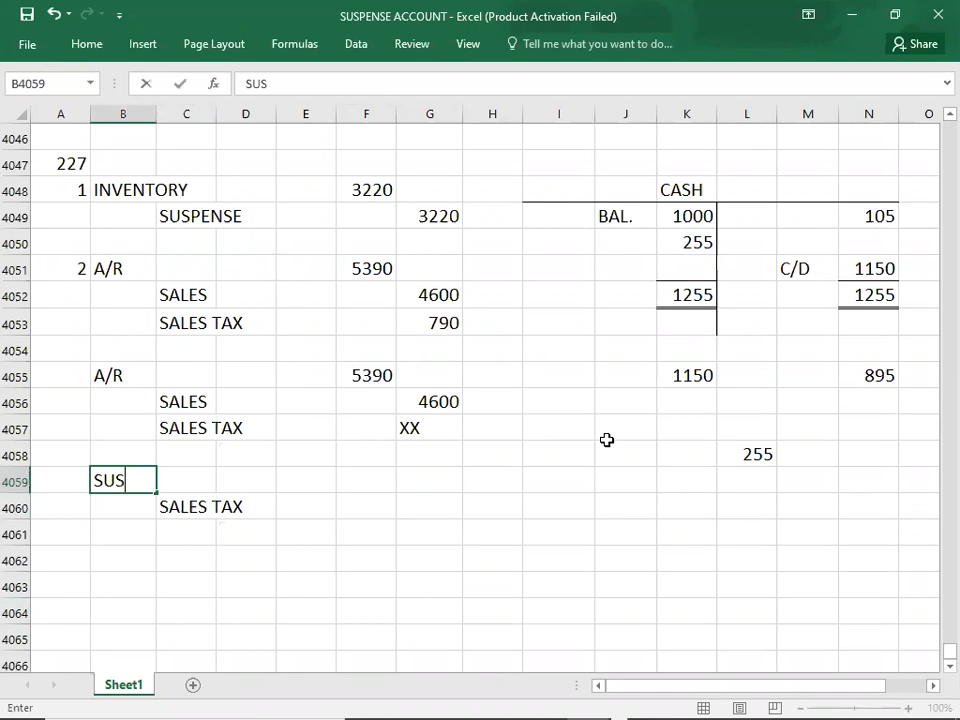 SUSPENSE ACCOUNT - Excel (Product Activation Failed)
File Home Insert Page Layout Formulas Data Review View Tell me what you want to do... Share
B4059 fx SUS
A B C D E F G H I J K L M N O
4046
4047 227
4048 1 INVENTORY 3220 CASH
4049 SUSPENSE 3220 BAL. 1000 105
4050 255
4051 2 A/R 5390 C/D 1150
4052 SALES 4600 1255 1255
4053 SALES TAX 790
4054
4055 A/R 5390 1150 895
4056 SALES 4600
4057 SALES TAX XX
4058 255
4059 SUS
4060 SALES TAX
4061
4062
4063
4064
4065
4066
Sheet1
Enter 100%